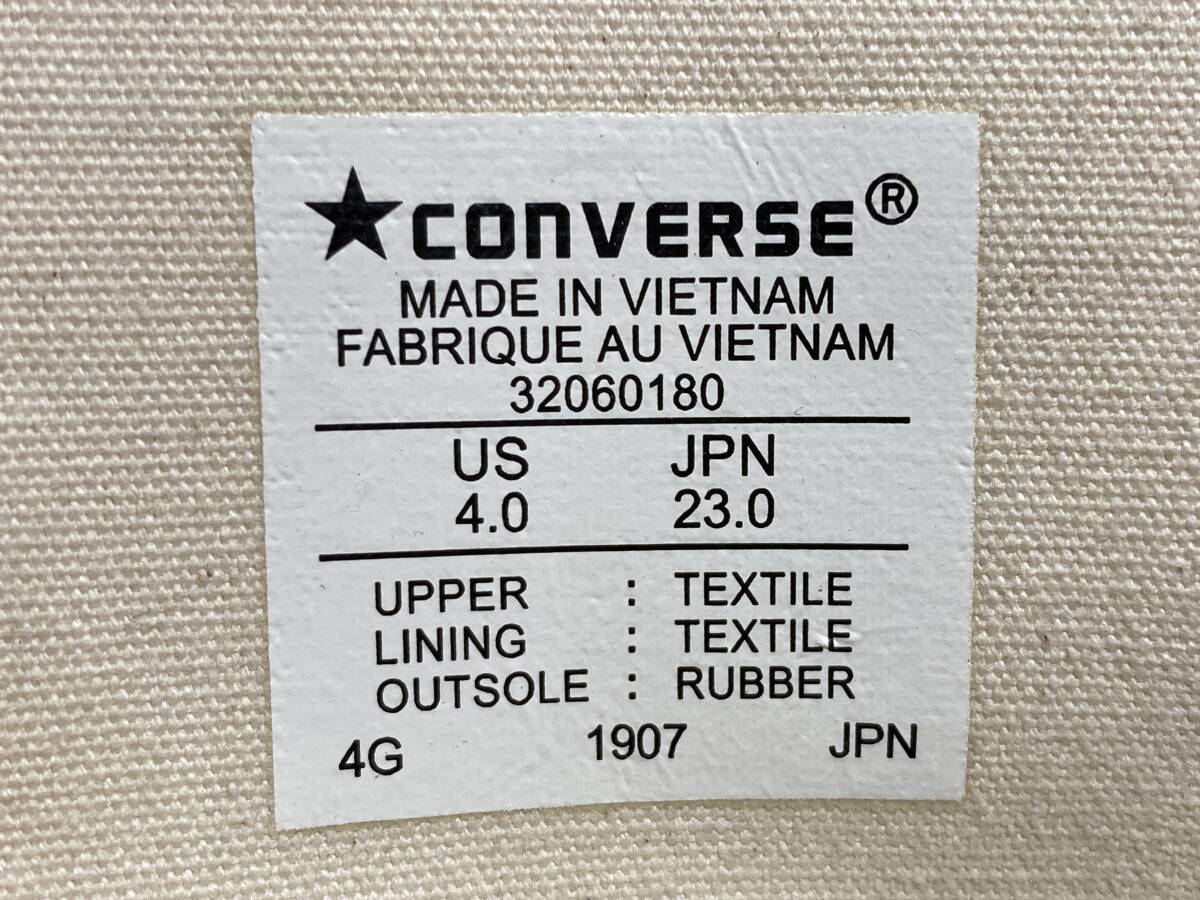 ★CONVERSE®
MADE IN VIETNAM
FABRIQUE AU VIETNAM
32060180
US JPN
4.0 23.0
UPPER : TEXTILE
LINING : TEXTILE
OUTSOLE : RUBBER
4G 1907 JPN